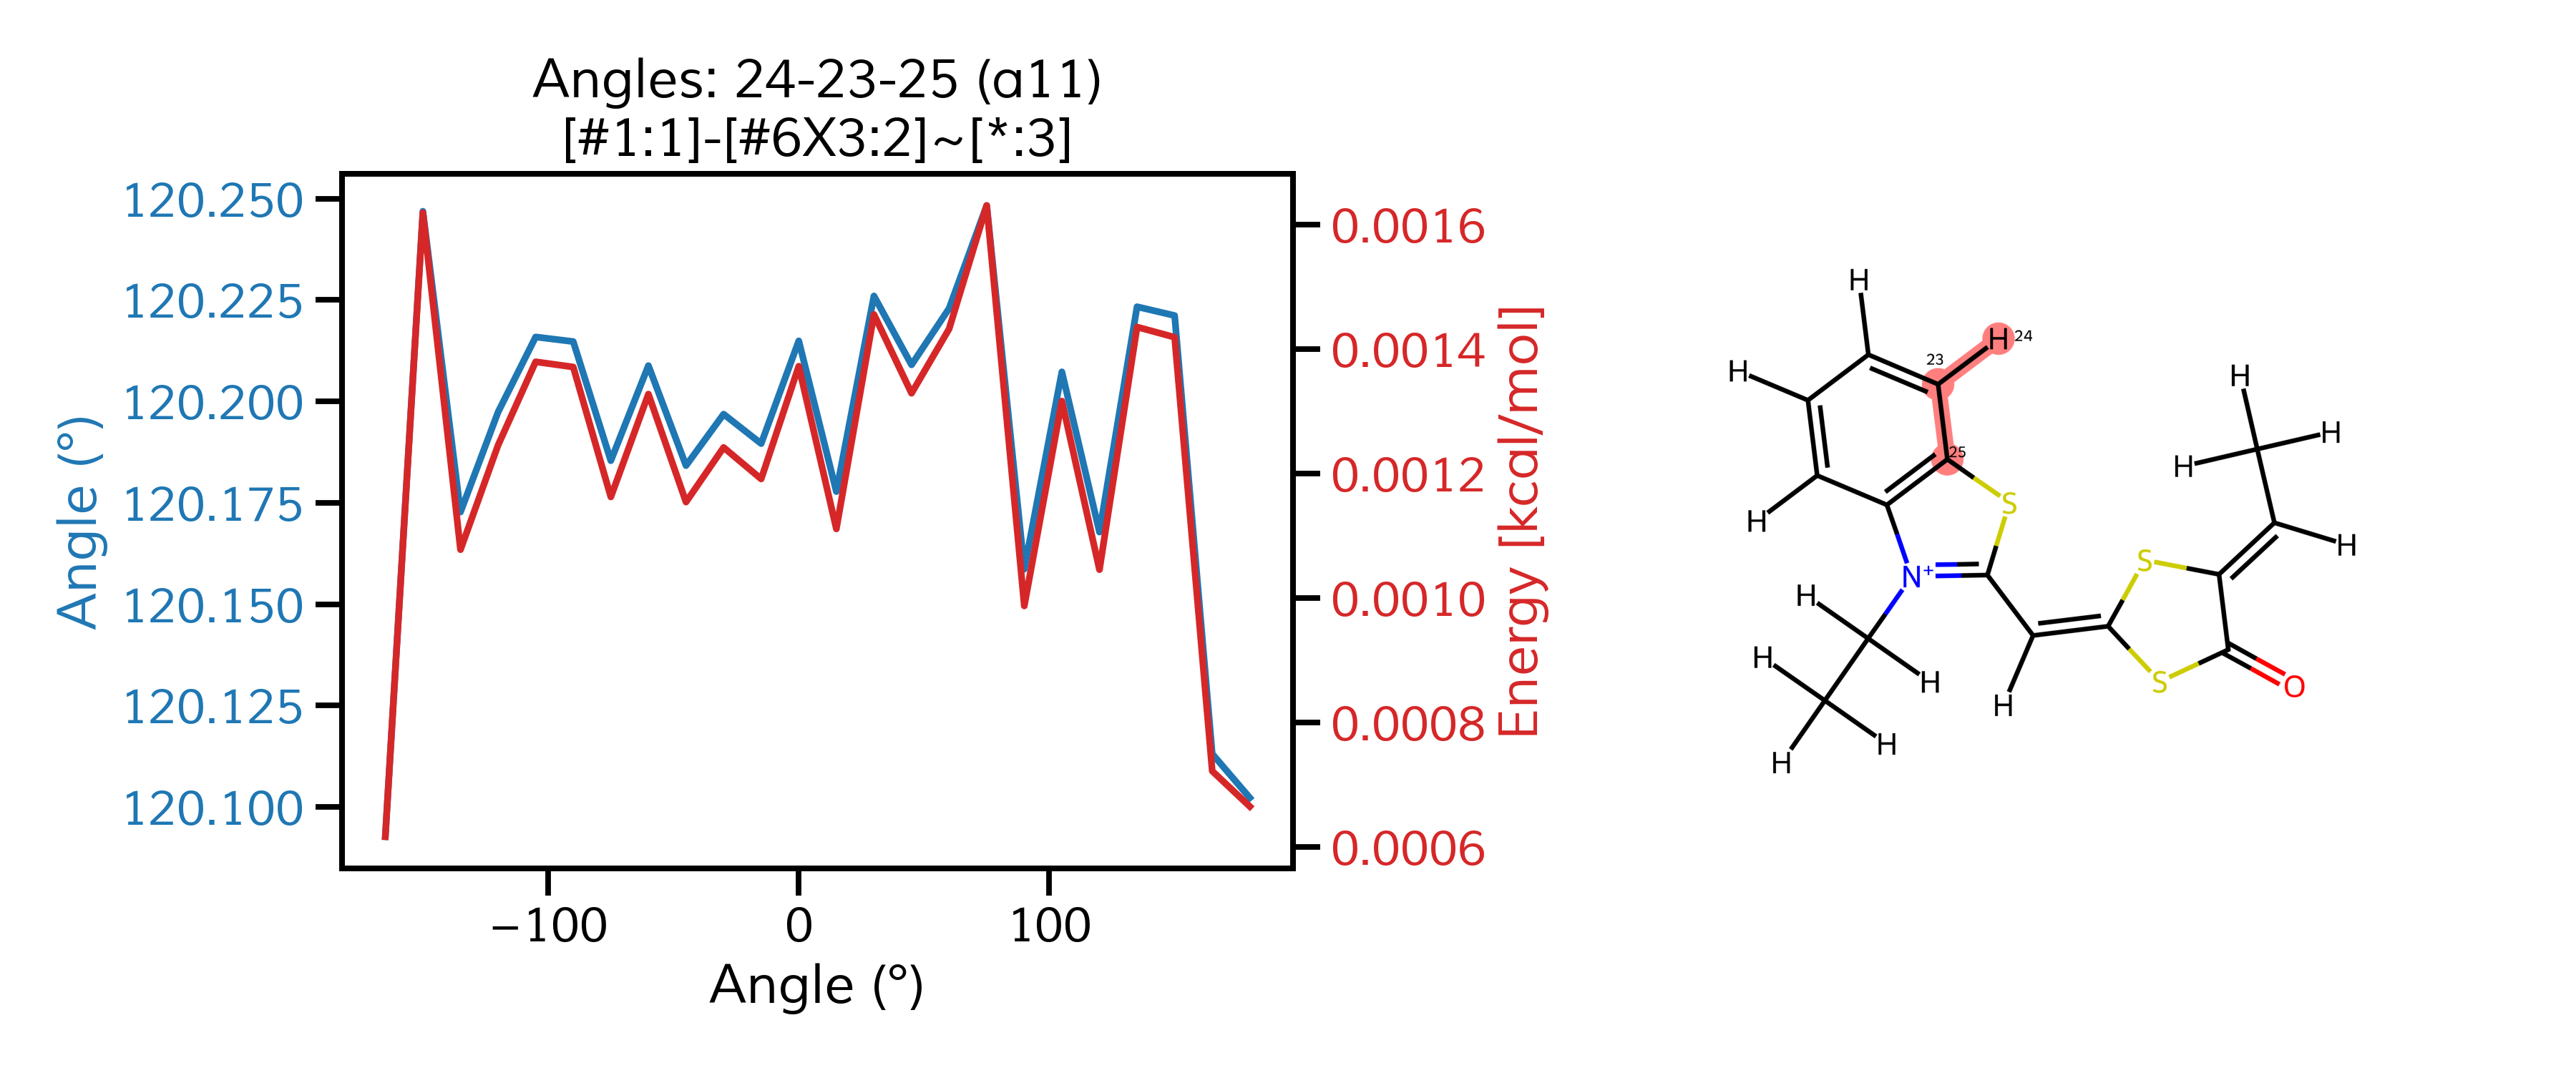 Angles: 24-23-25 (a11)
[#1:1]-[#6X3:2]~[*:3]
120.250
120.225
120.200
120.175
120.150
120.125
120.100
Angle (°)
0.0016
0.0014
0.0012
0.0010
0.0008
0.0006
Energy [kcal/mol]
−100
0
100
Angle (°)
H
H 24
23
H
H
H
25
H
S
H
H
S
N+
H
H
H
S
O
H
H
H
H